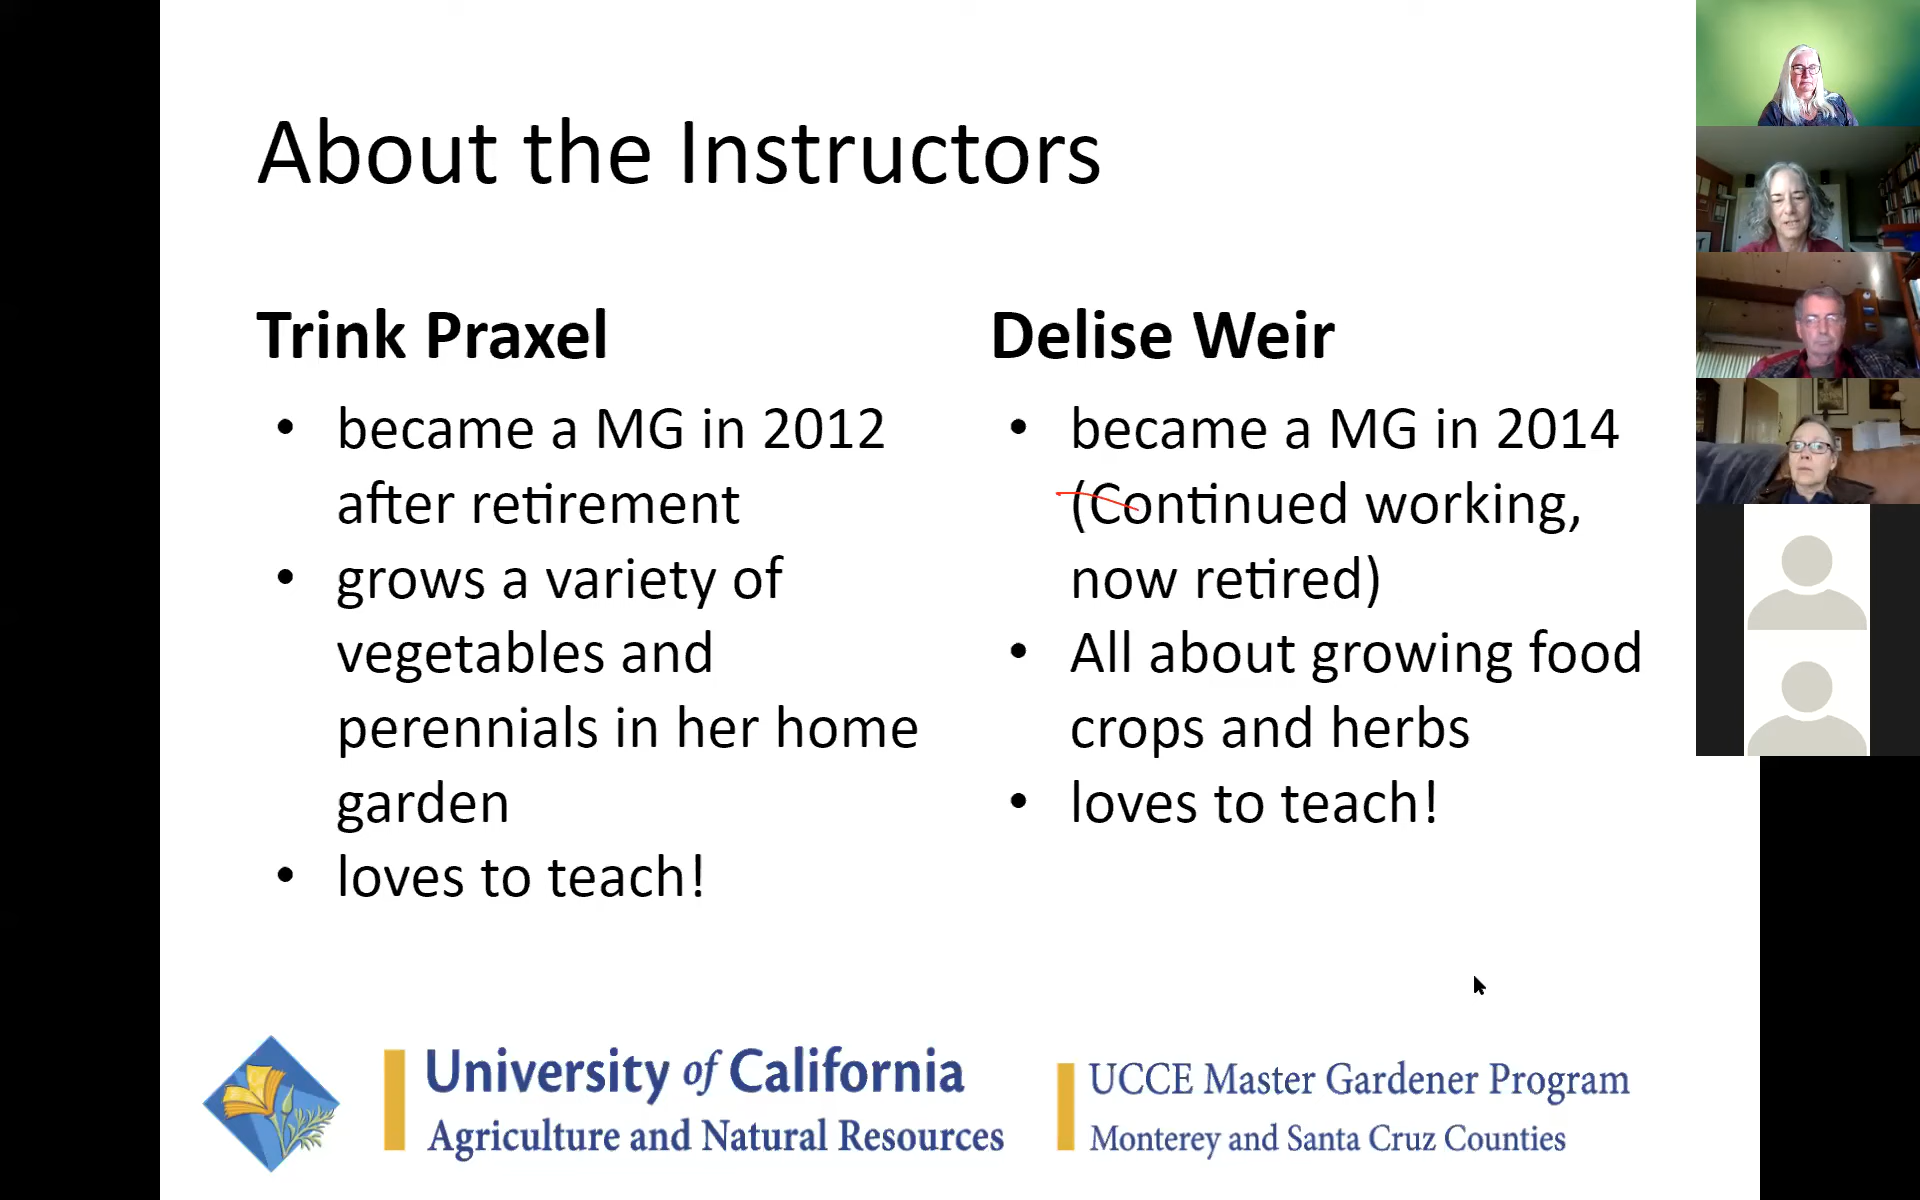 About the Instructors
Trink Praxel
• became a MG in 2012
after retirement
• grows a variety of
vegetables and
perennials in her home
garden
• loves to teach!
Delise Weir
• became a MG in 2014
(Continued working,
now retired)
• All about growing food
crops and herbs
• loves to teach!
University of California
Agriculture and Natural Resources
UCCE Master Gardener Program
Monterey and Santa Cruz Counties